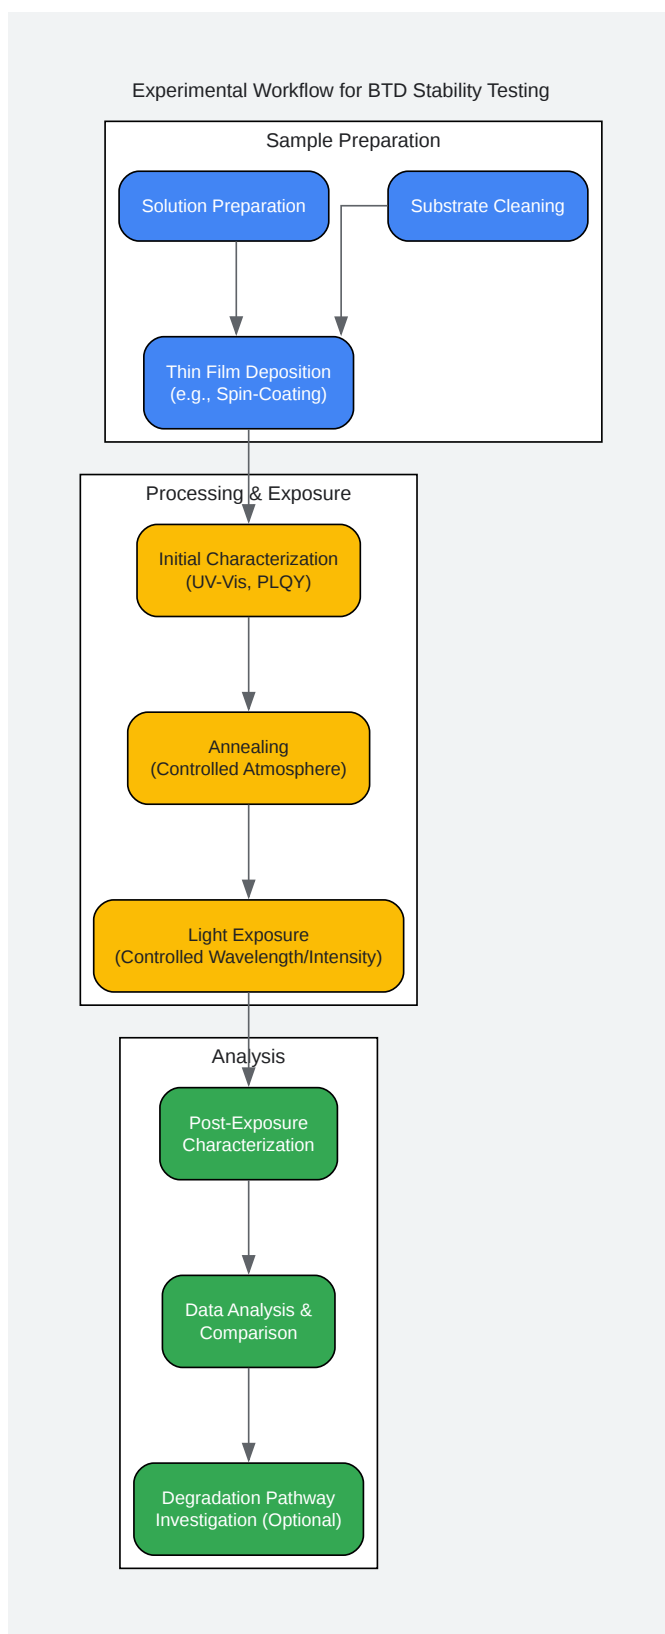 Experimental Workflow for BTD Stability Testing
Sample Preparation
Solution Preparation
Substrate Cleaning
Thin Film Deposition
(e.g., Spin-Coating)
Processing & Exposure
Initial Characterization
(UV-Vis, PLQY)
Annealing
(Controlled Atmosphere)
Light Exposure
(Controlled Wavelength/Intensity)
Analysis
Post-Exposure
Characterization
Data Analysis &
Comparison
Degradation Pathway
Investigation (Optional)